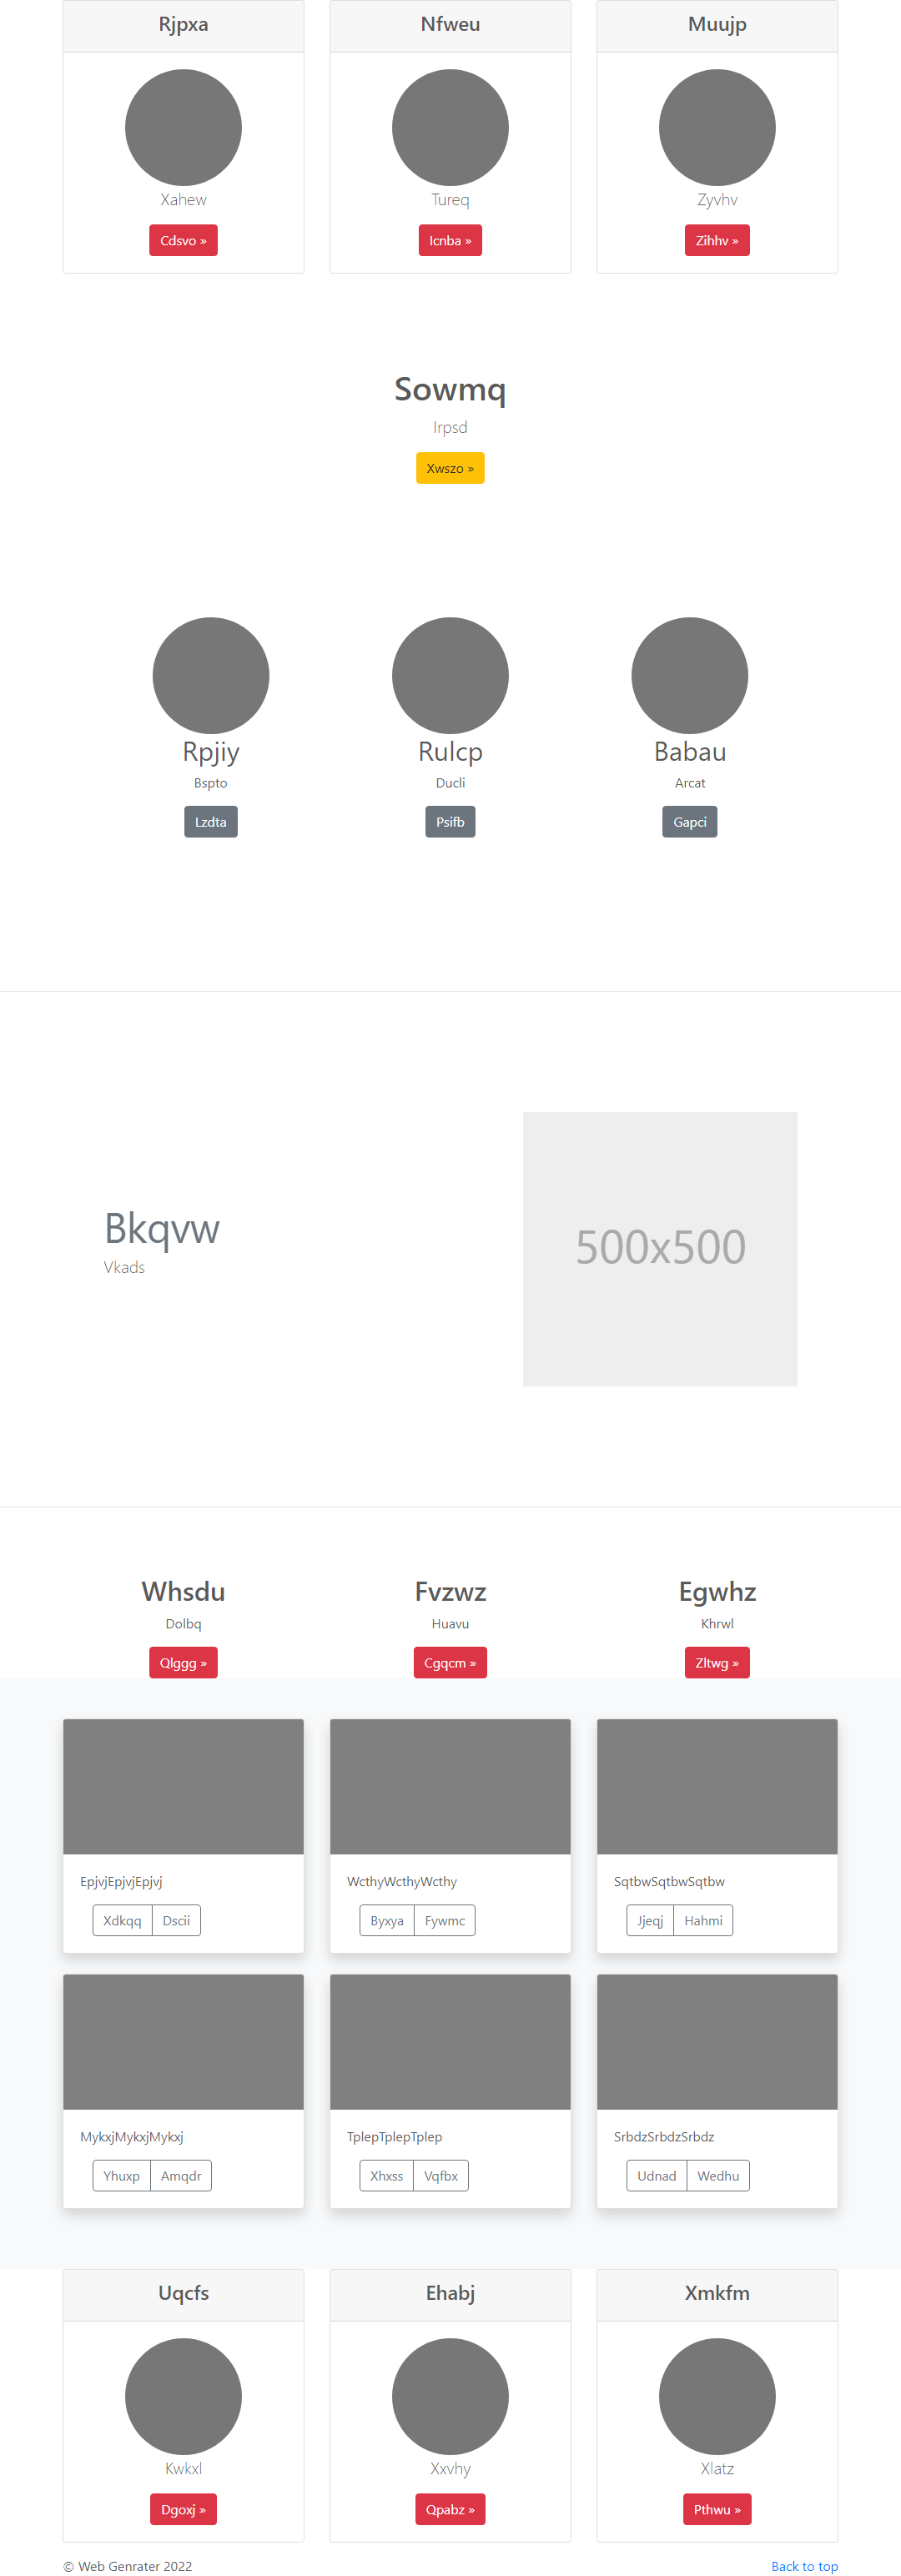 Rjpxa
Nfweu
Muujp
Xahew
Tureq
Zyvhv
Cdsvo »
Icnba »
Zihhv »
Sowmq
Irpsd
Xwszo »
Rpjiy
Rulcp
Babau
Bspto
Ducli
Arcat
Lzdta
Psifb
Gapci
Bkqvw
Vkads
500x500
Whsdu
Fvzwz
Egwhz
Dolbq
Huavu
Khrwl
Qlggg »
Cgqcm »
Zltwg »
EpjvjEpjvjEpjvj
WcthyWcthyWcthy
SqtbwSqtbwSqtbw
Xdkqq Dscii
Byxya Fywmc
Jjeqj Hahmi
MykxjMykxjMykxj
TplepTplepTplep
SrbdzSrbdzSrbdz
Yhuxp Amqdr
Xhxss Vqfbx
Udnad Wedhu
Uqcfs
Ehabj
Xmkfm
Kwkxl
Xxvhy
Xlatz
Dgoxj »
Qpabz »
Pthwu »
© Web Genrater 2022
Back to top